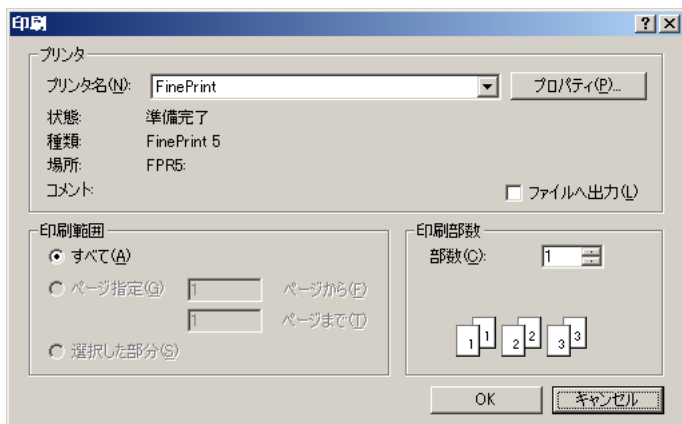 印刷
プリンタ
プリンタ名(N): FinePrint プロパティ(P)...
状態: 準備完了
種類: FinePrint 5
場所: FPR5:
コメント: ファイルへ出力(L)
印刷範囲
すべて(A)
ページ指定(G) 1 ページから(F)
1 ページまで(T)
選択した部分(S)
印刷部数
部数(C): 1
1 1 2 2 3 3
OK キャンセル